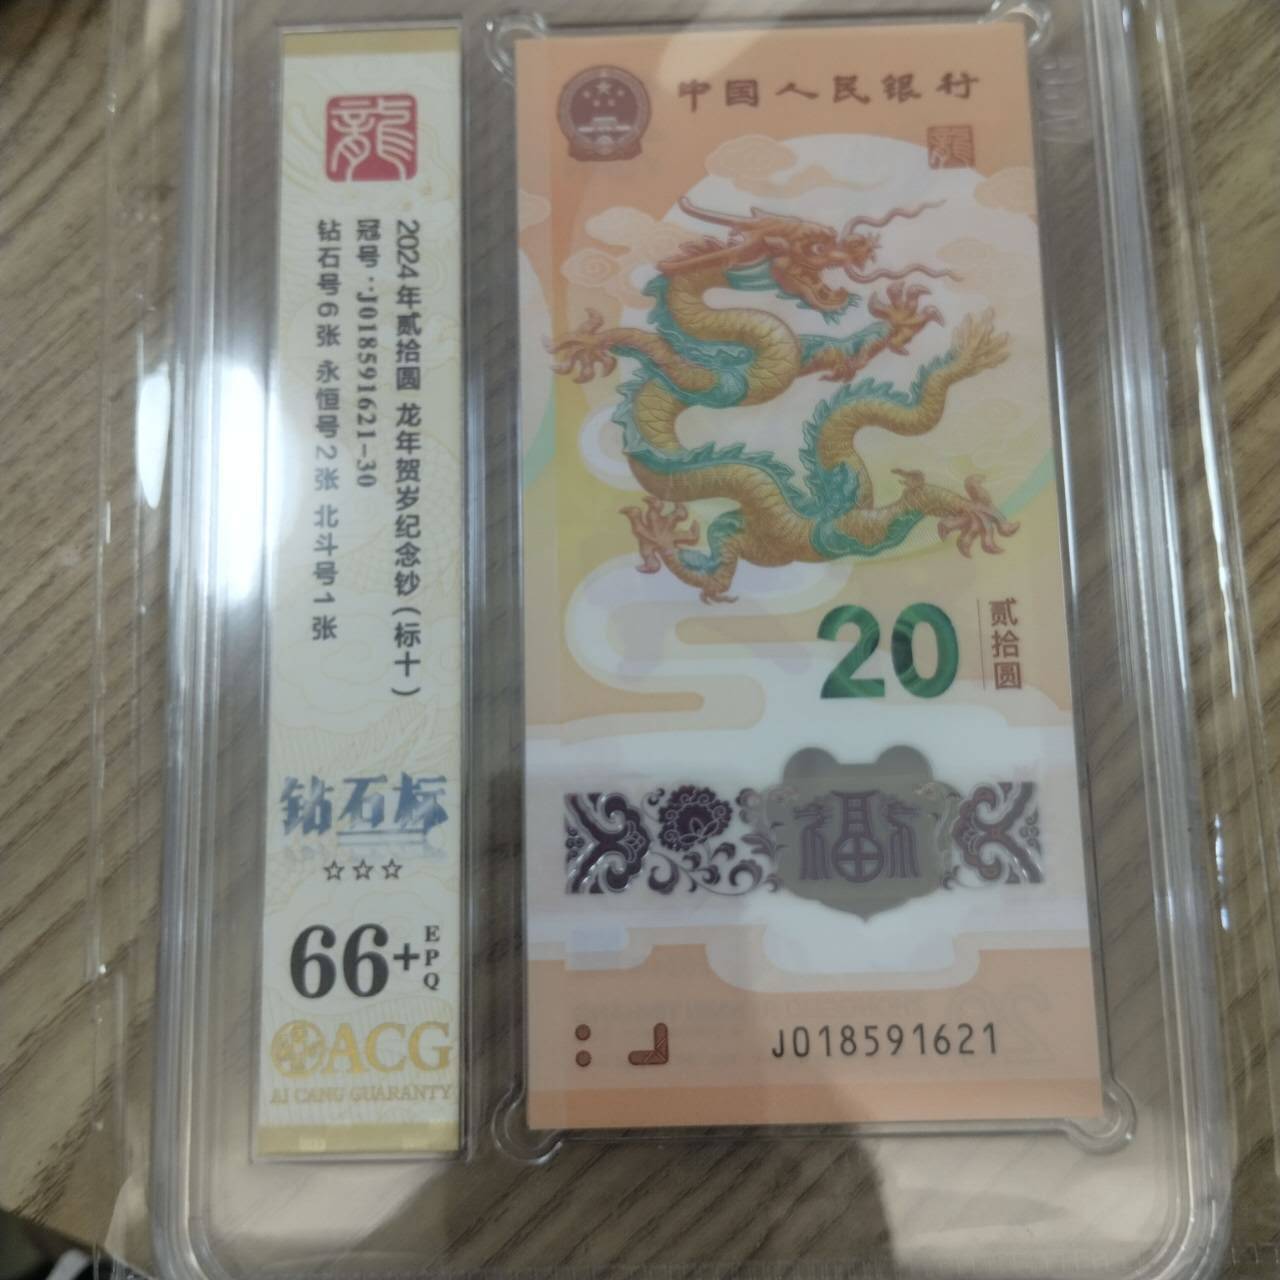 龍
2024年贰拾圆 龙年贺岁纪念钞(标十)
冠号:J018591621-30
钻石号6张 永恒号2张 北斗号1张
钻石标
☆☆☆
66+
EPQ
ACG
AI CANG GUARANTY
中国人民银行
龍
20
贰拾圆
福
J018591621